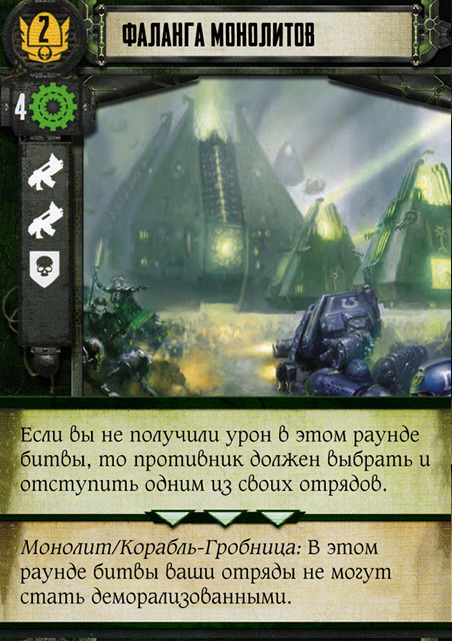 2
ФАЛАНГА МОНОЛИТОВ
4
Если вы не получили урон в этом раунде
битвы, то противник должен выбрать и
отступить одним из своих отрядов.
Монолит/Корабль-Гробница: В этом
раунде битвы ваши отряды не могут
стать деморализованными.